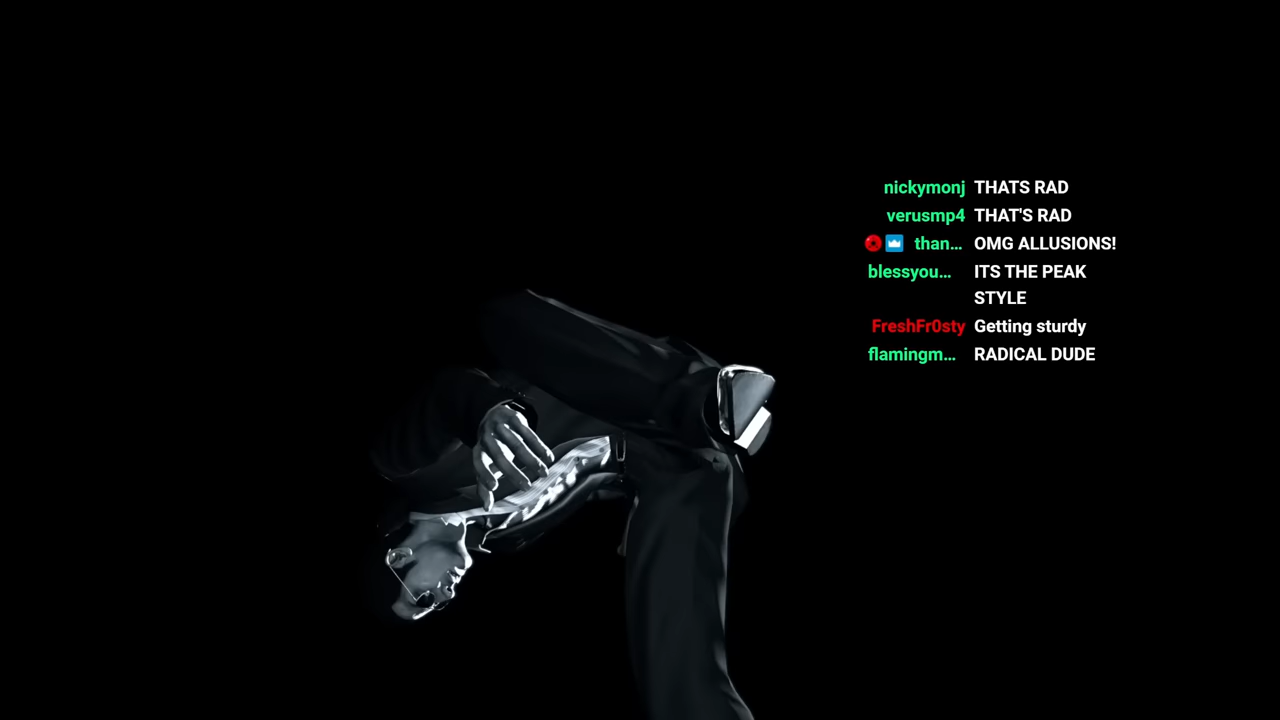 nickymonj THATS RAD
verusmp4 THAT'S RAD
than... OMG ALLUSIONS!
blessyou... ITS THE PEAK
STYLE
FreshFr0sty Getting sturdy
flamingm... RADICAL DUDE